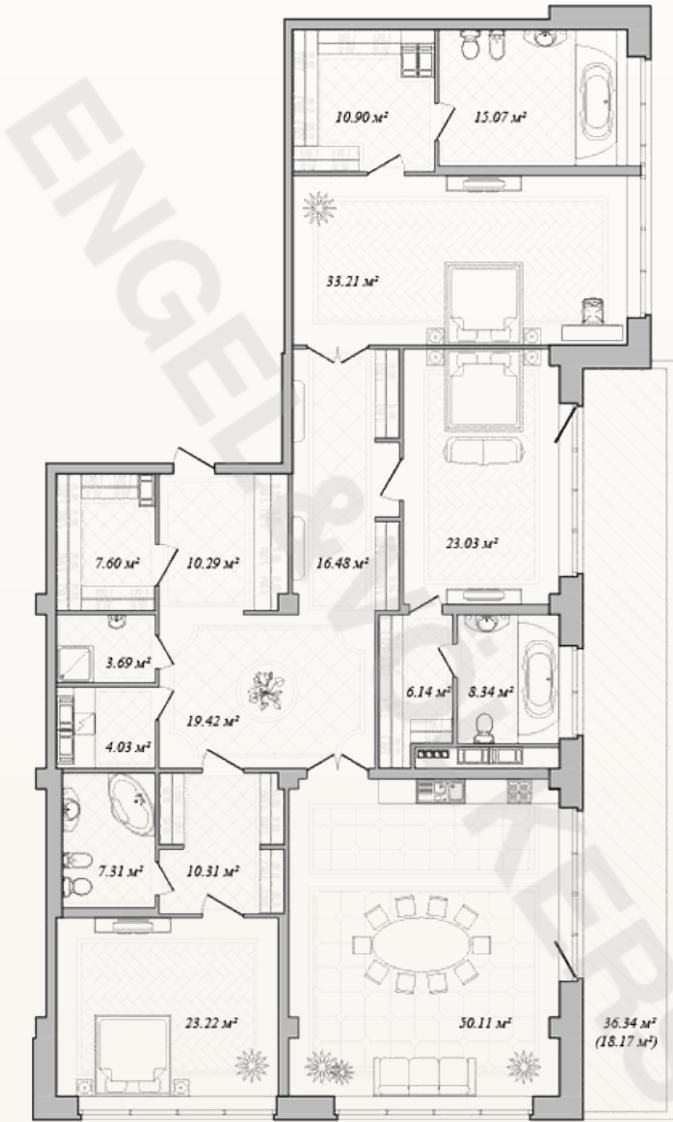 10.90 м²
15.07 м²
33.21 м²
23.03 м²
7.60 м²
10.29 м²
16.48 м²
3.69 м²
6.14 м²
8.34 м²
19.42 м²
4.03 м²
7.31 м²
10.31 м²
23.22 м²
50.11 м²
36.34 м²
(18.17 м²)
ENGEL & VÖLKERS